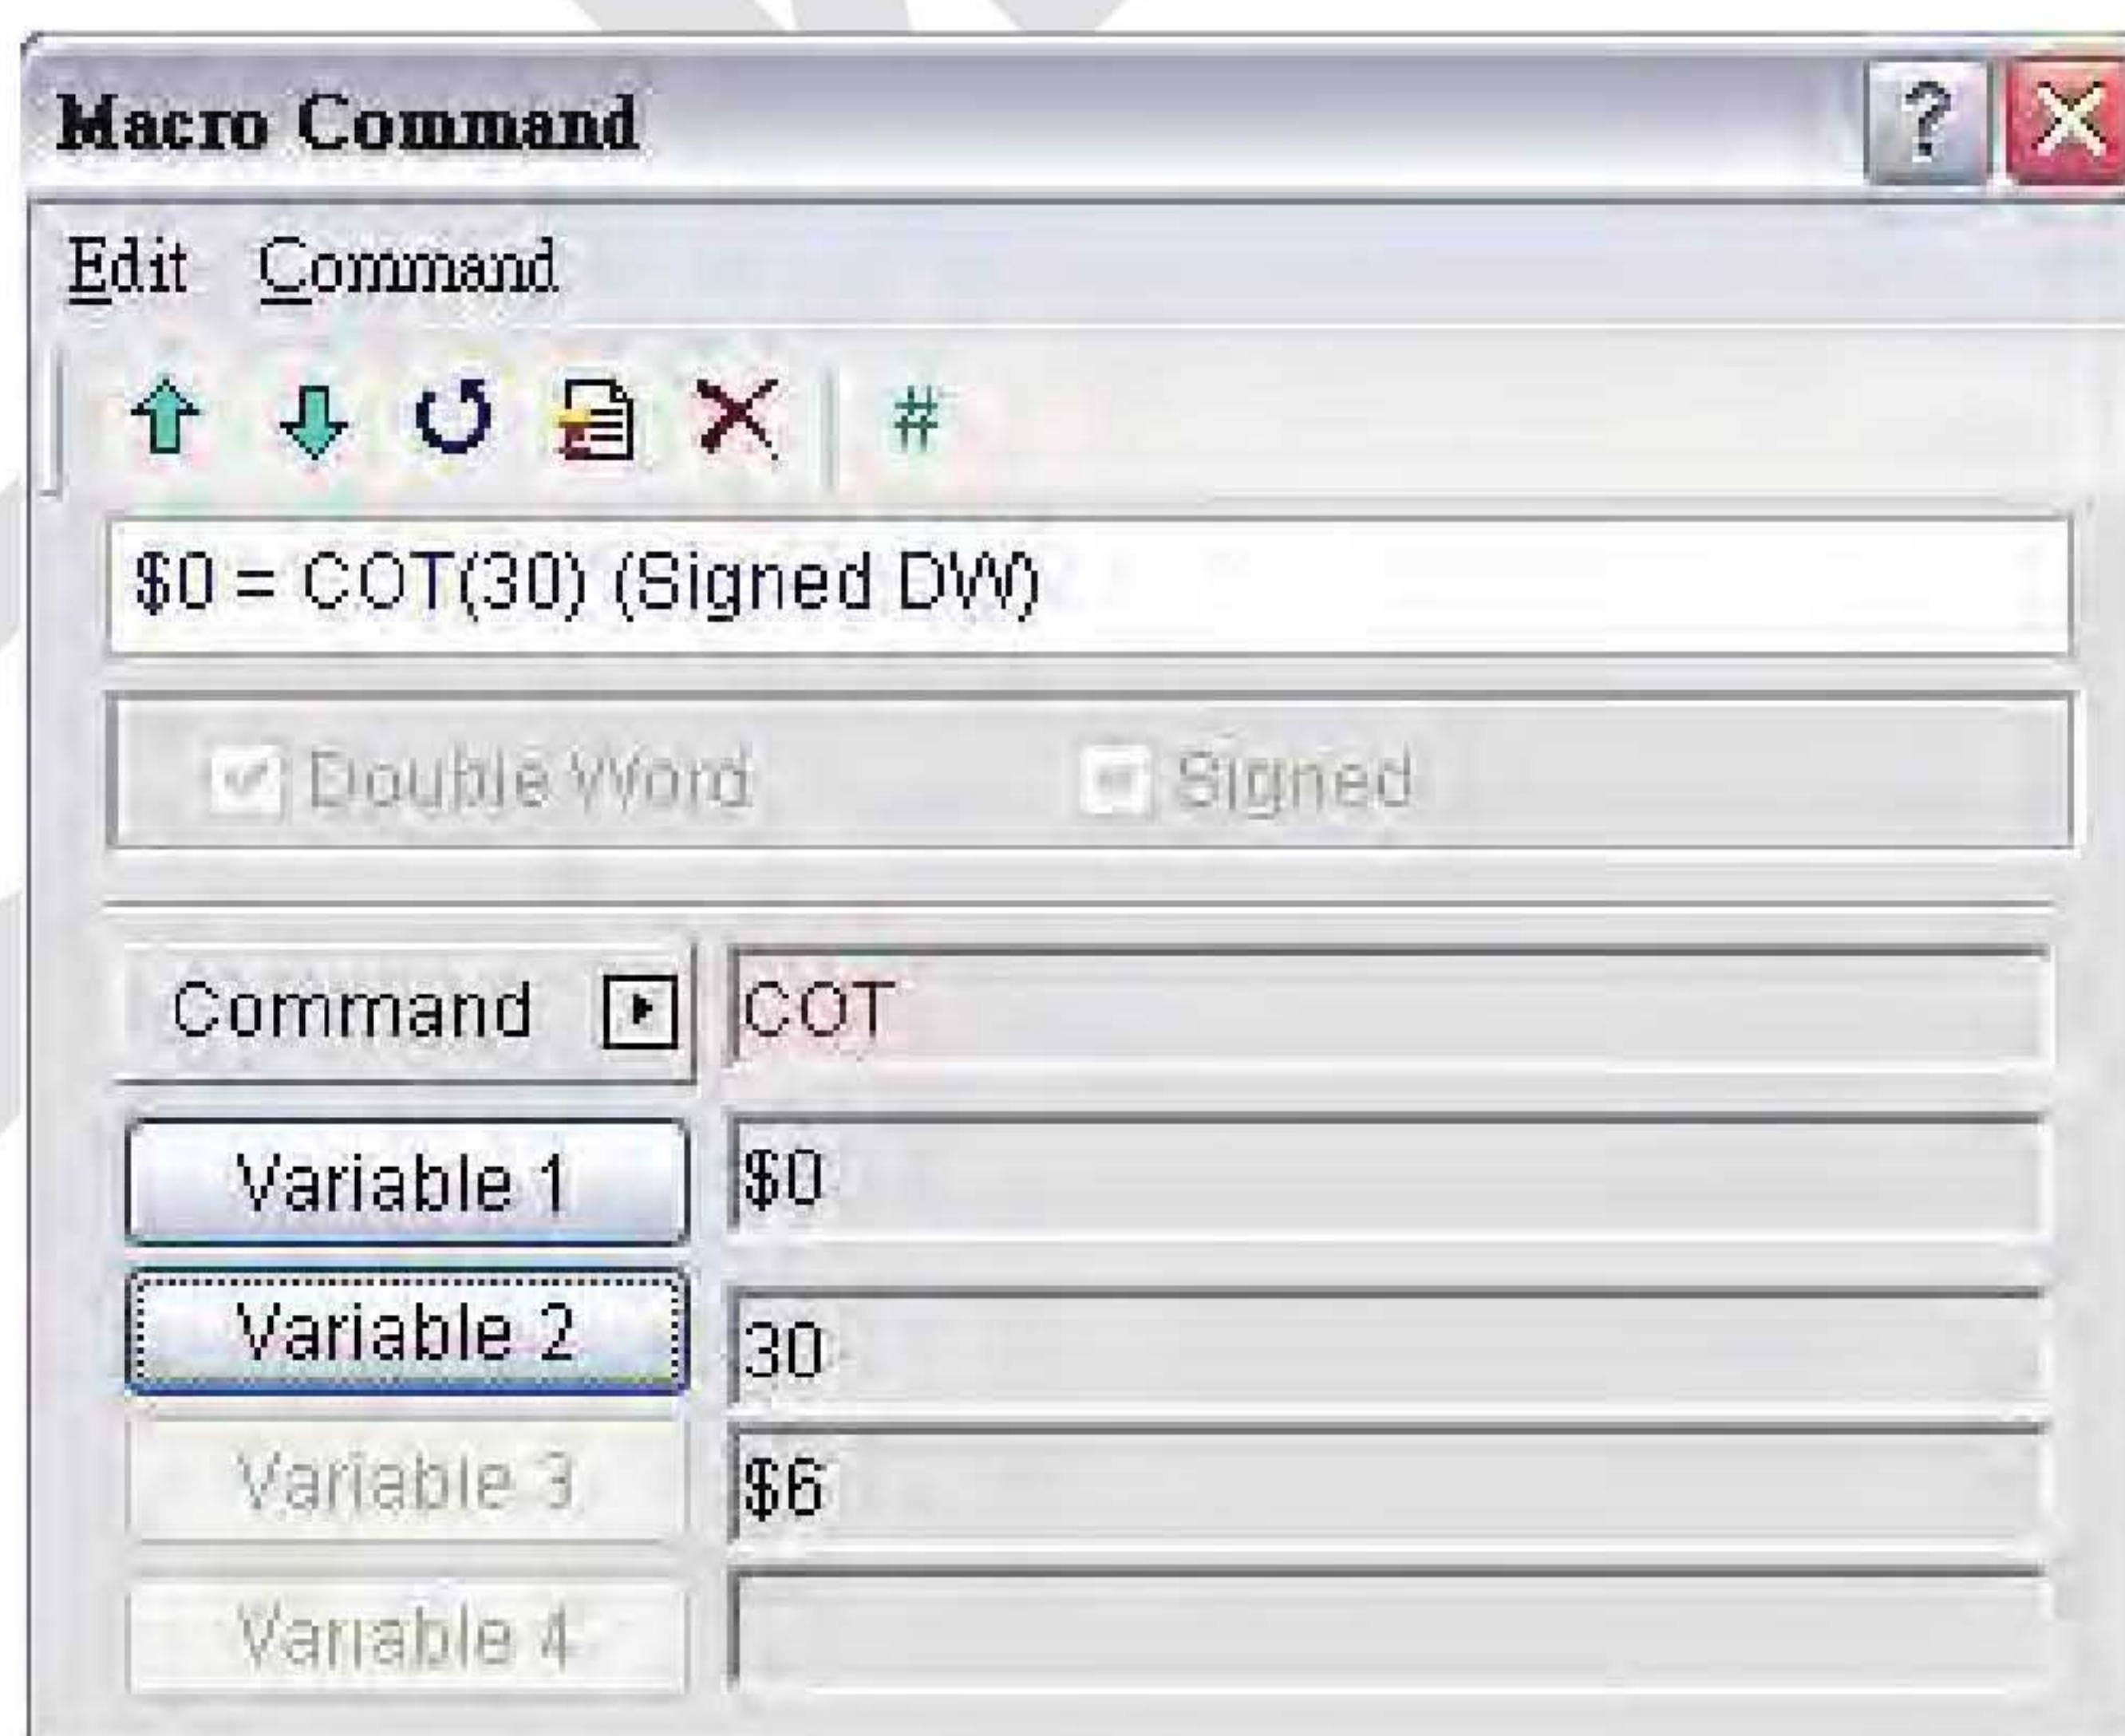 Macro Command
Edit Command
#
$0 = COT(30) (Signed DW)
Double Word Signed
Command COT
Variable 1 $0
Variable 2 30
Variable 3 $6
Variable 4